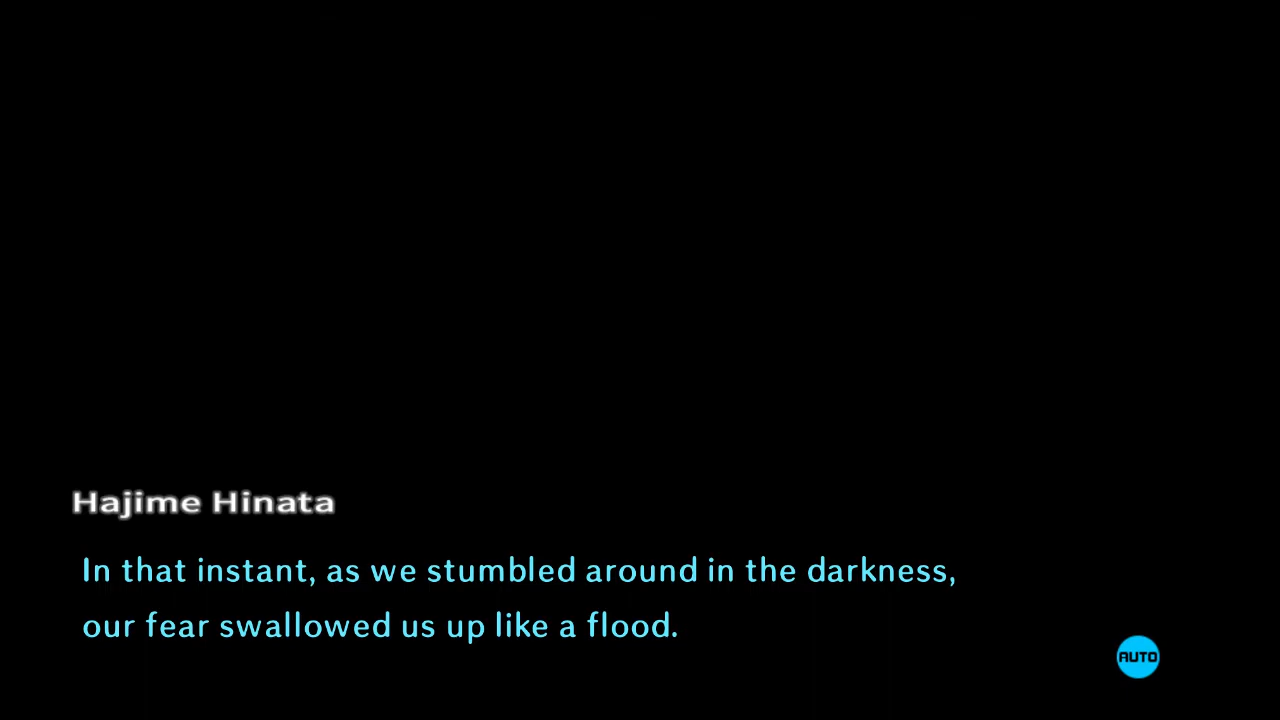 Hajime Hinata
In that instant, as we stumbled around in the darkness,
our fear swallowed us up like a flood.
AUTO